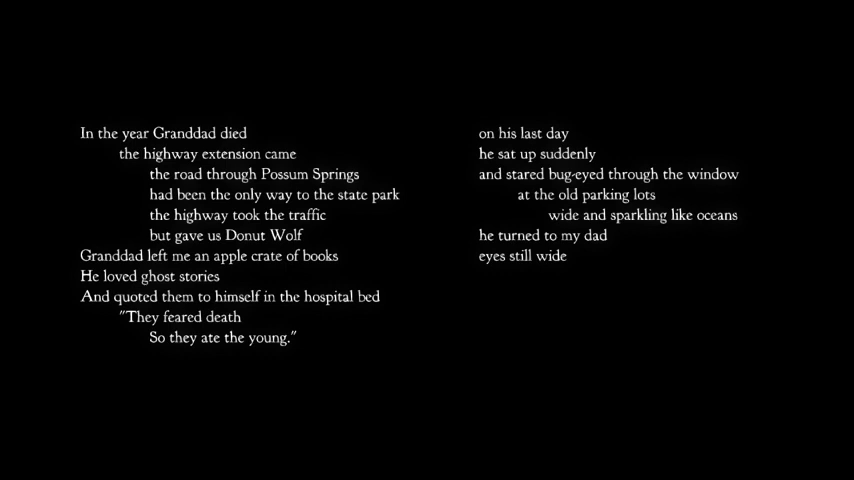 In the year Granddad died
the highway extension came
the road through Possum Springs
had been the only way to the state park
the highway took the traffic
but gave us Donut Wolf
Granddad left me an apple crate of books
He loved ghost stories
And quoted them to himself in the hospital bed
"They feared death
So they ate the young."
on his last day
he sat up suddenly
and stared bug-eyed through the window
at the old parking lots
wide and sparkling like oceans
he turned to my dad
eyes still wide